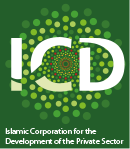 ICD
Islamic Corporation for the
Development of the Private Sector